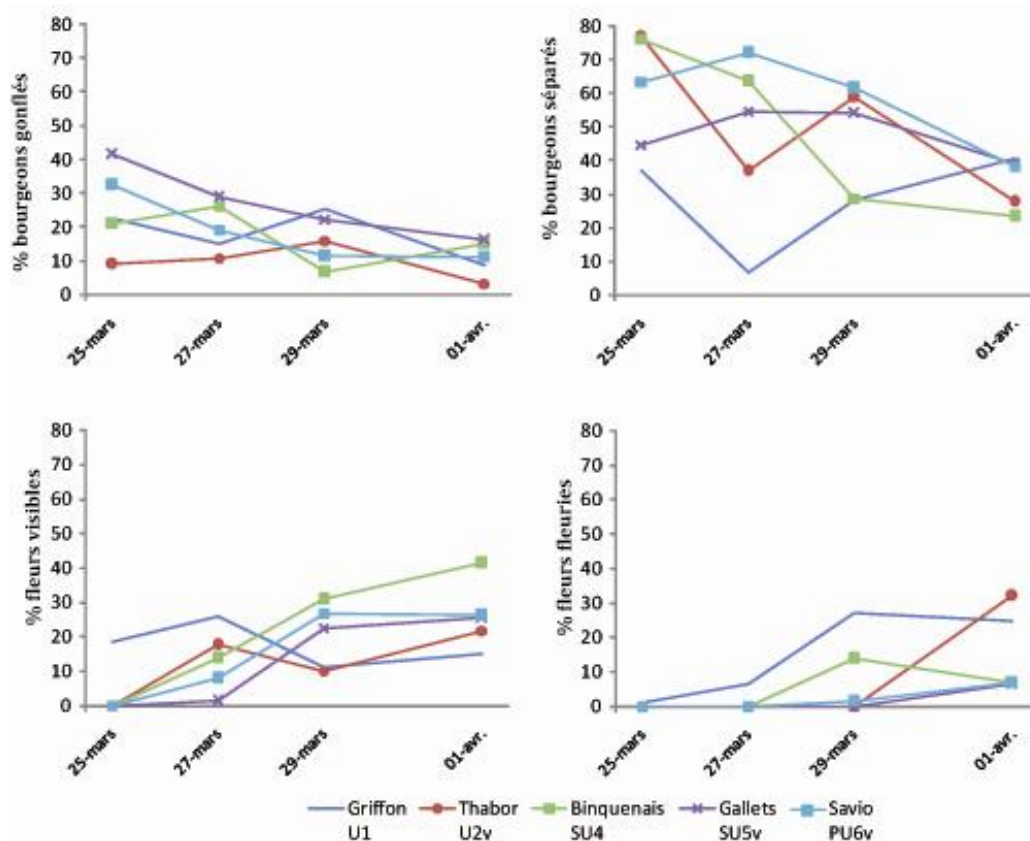 80
70
60
50
40
30
20
10
0
% bourgeons gonflés
25-mars
27-mars
29-mars
01-avr.
80
70
60
50
40
30
20
10
0
% bourgeons séparés
25-mars
27-mars
29-mars
01-avr.
80
70
60
50
40
30
20
10
0
% fleurs visibles
25-mars
27-mars
29-mars
01-avr.
80
70
60
50
40
30
20
10
0
% fleurs fleuries
25-mars
27-mars
29-mars
01-avr.
Griffon Thabor Binquenais Gallets Savio
U1 U2v SU4 SU5v PU6v